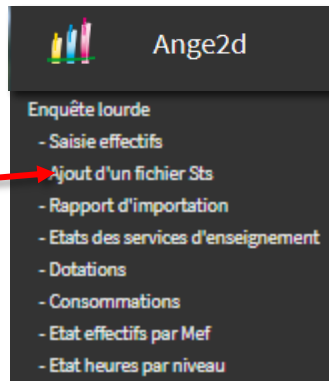 Ange2d
Enquête lourde
- Saisie effectifs
- Ajout d'un fichier Sts
- Rapport d'importation
- Etats des services d'enseignement
- Dotations
- Consommations
- Etat effectifs par Mef
- Etat heures par niveau